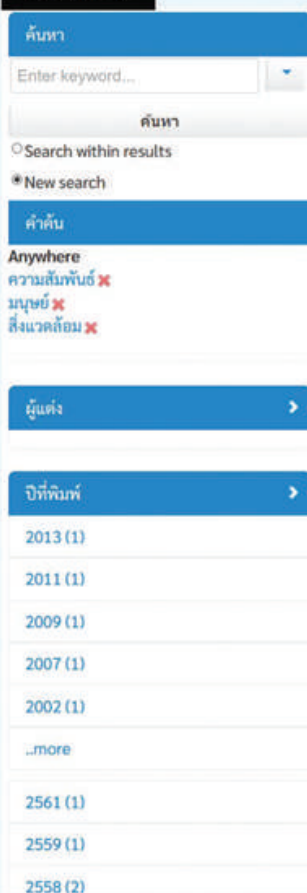 ค้นหา
Enter keyword...
ค้นหา
Search within results
New search
คำค้น
Anywhere
ความสัมพันธ์
มนุษย์
สิ่งแวดล้อม
ผู้แต่ง
ปีที่พิมพ์
2013 (1)
2011 (1)
2009 (1)
2007 (1)
2002 (1)
..more
2561 (1)
2559 (1)
2558 (2)